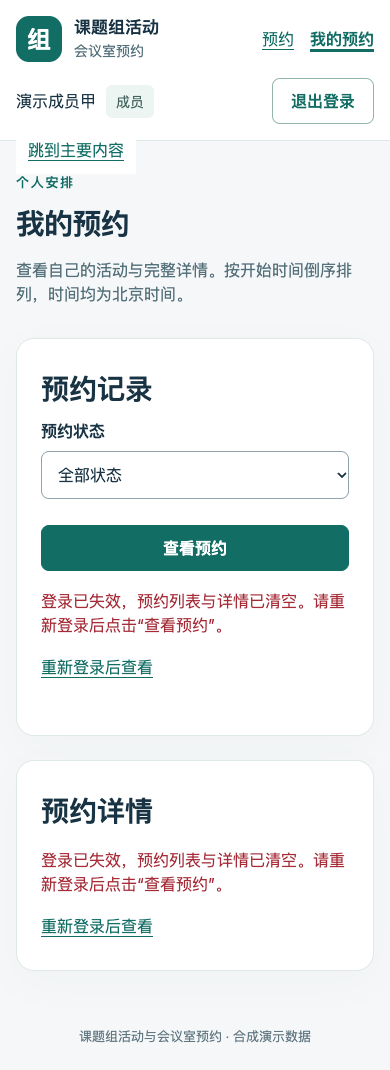 组
课题组活动
会议室预约
预约
我的预约
演示成员甲
成员
退出登录
跳到主要内容
个人安排
我的预约
查看自己的活动与完整详情。按开始时间倒序排
列，时间均为北京时间。
预约记录
预约状态
全部状态
查看预约
登录已失效，预约列表与详情已清空。请重
新登录后点击“查看预约”。
重新登录后查看
预约详情
登录已失效，预约列表与详情已清空。请重
新登录后点击“查看预约”。
重新登录后查看
课题组活动与会议室预约 · 合成演示数据